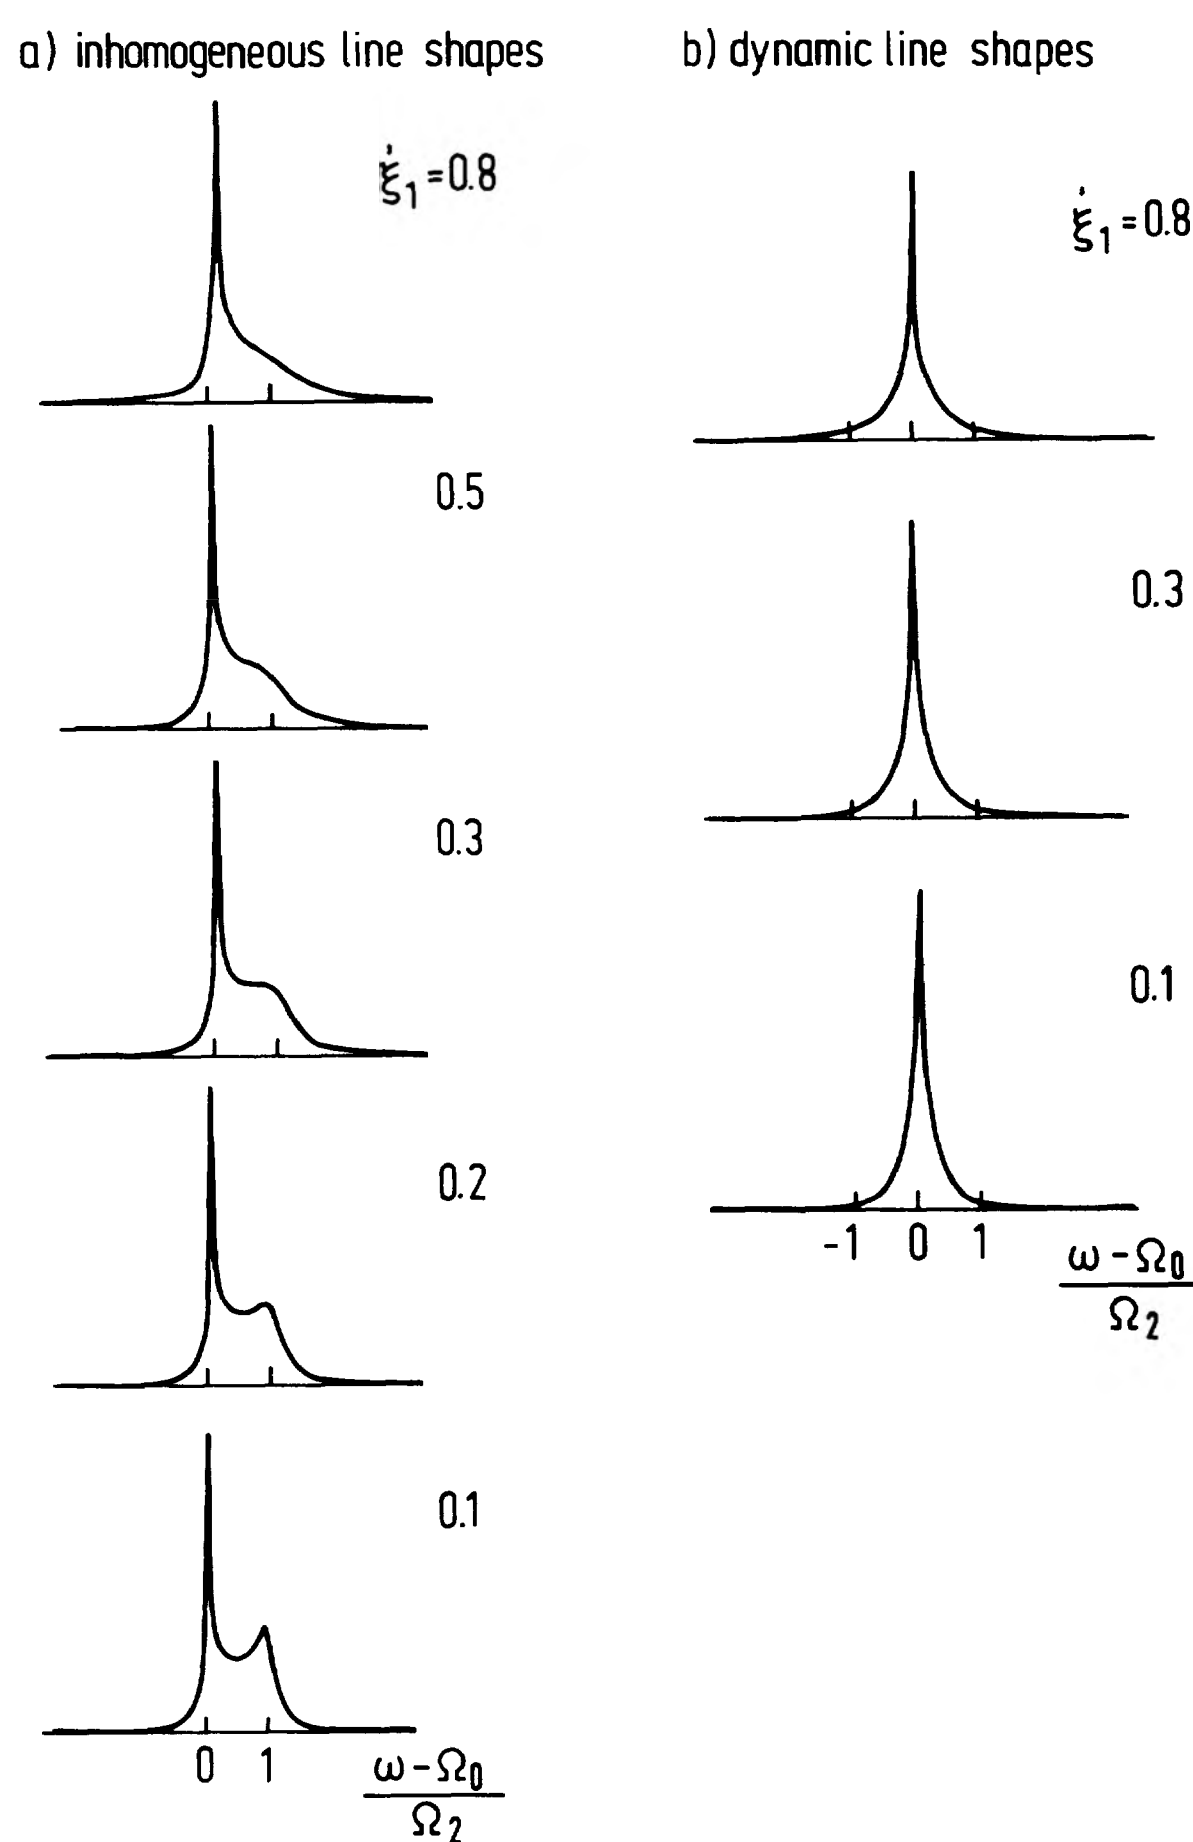 a) inhomogeneous line shapes
ξ̇₁ = 0.8
0.5
0.3
0.2
0.1
0 1
ω - Ω₀
Ω₂
b) dynamic line shapes
ξ̇₁ = 0.8
0.3
0.1
-1 0 1
ω - Ω₀
Ω₂